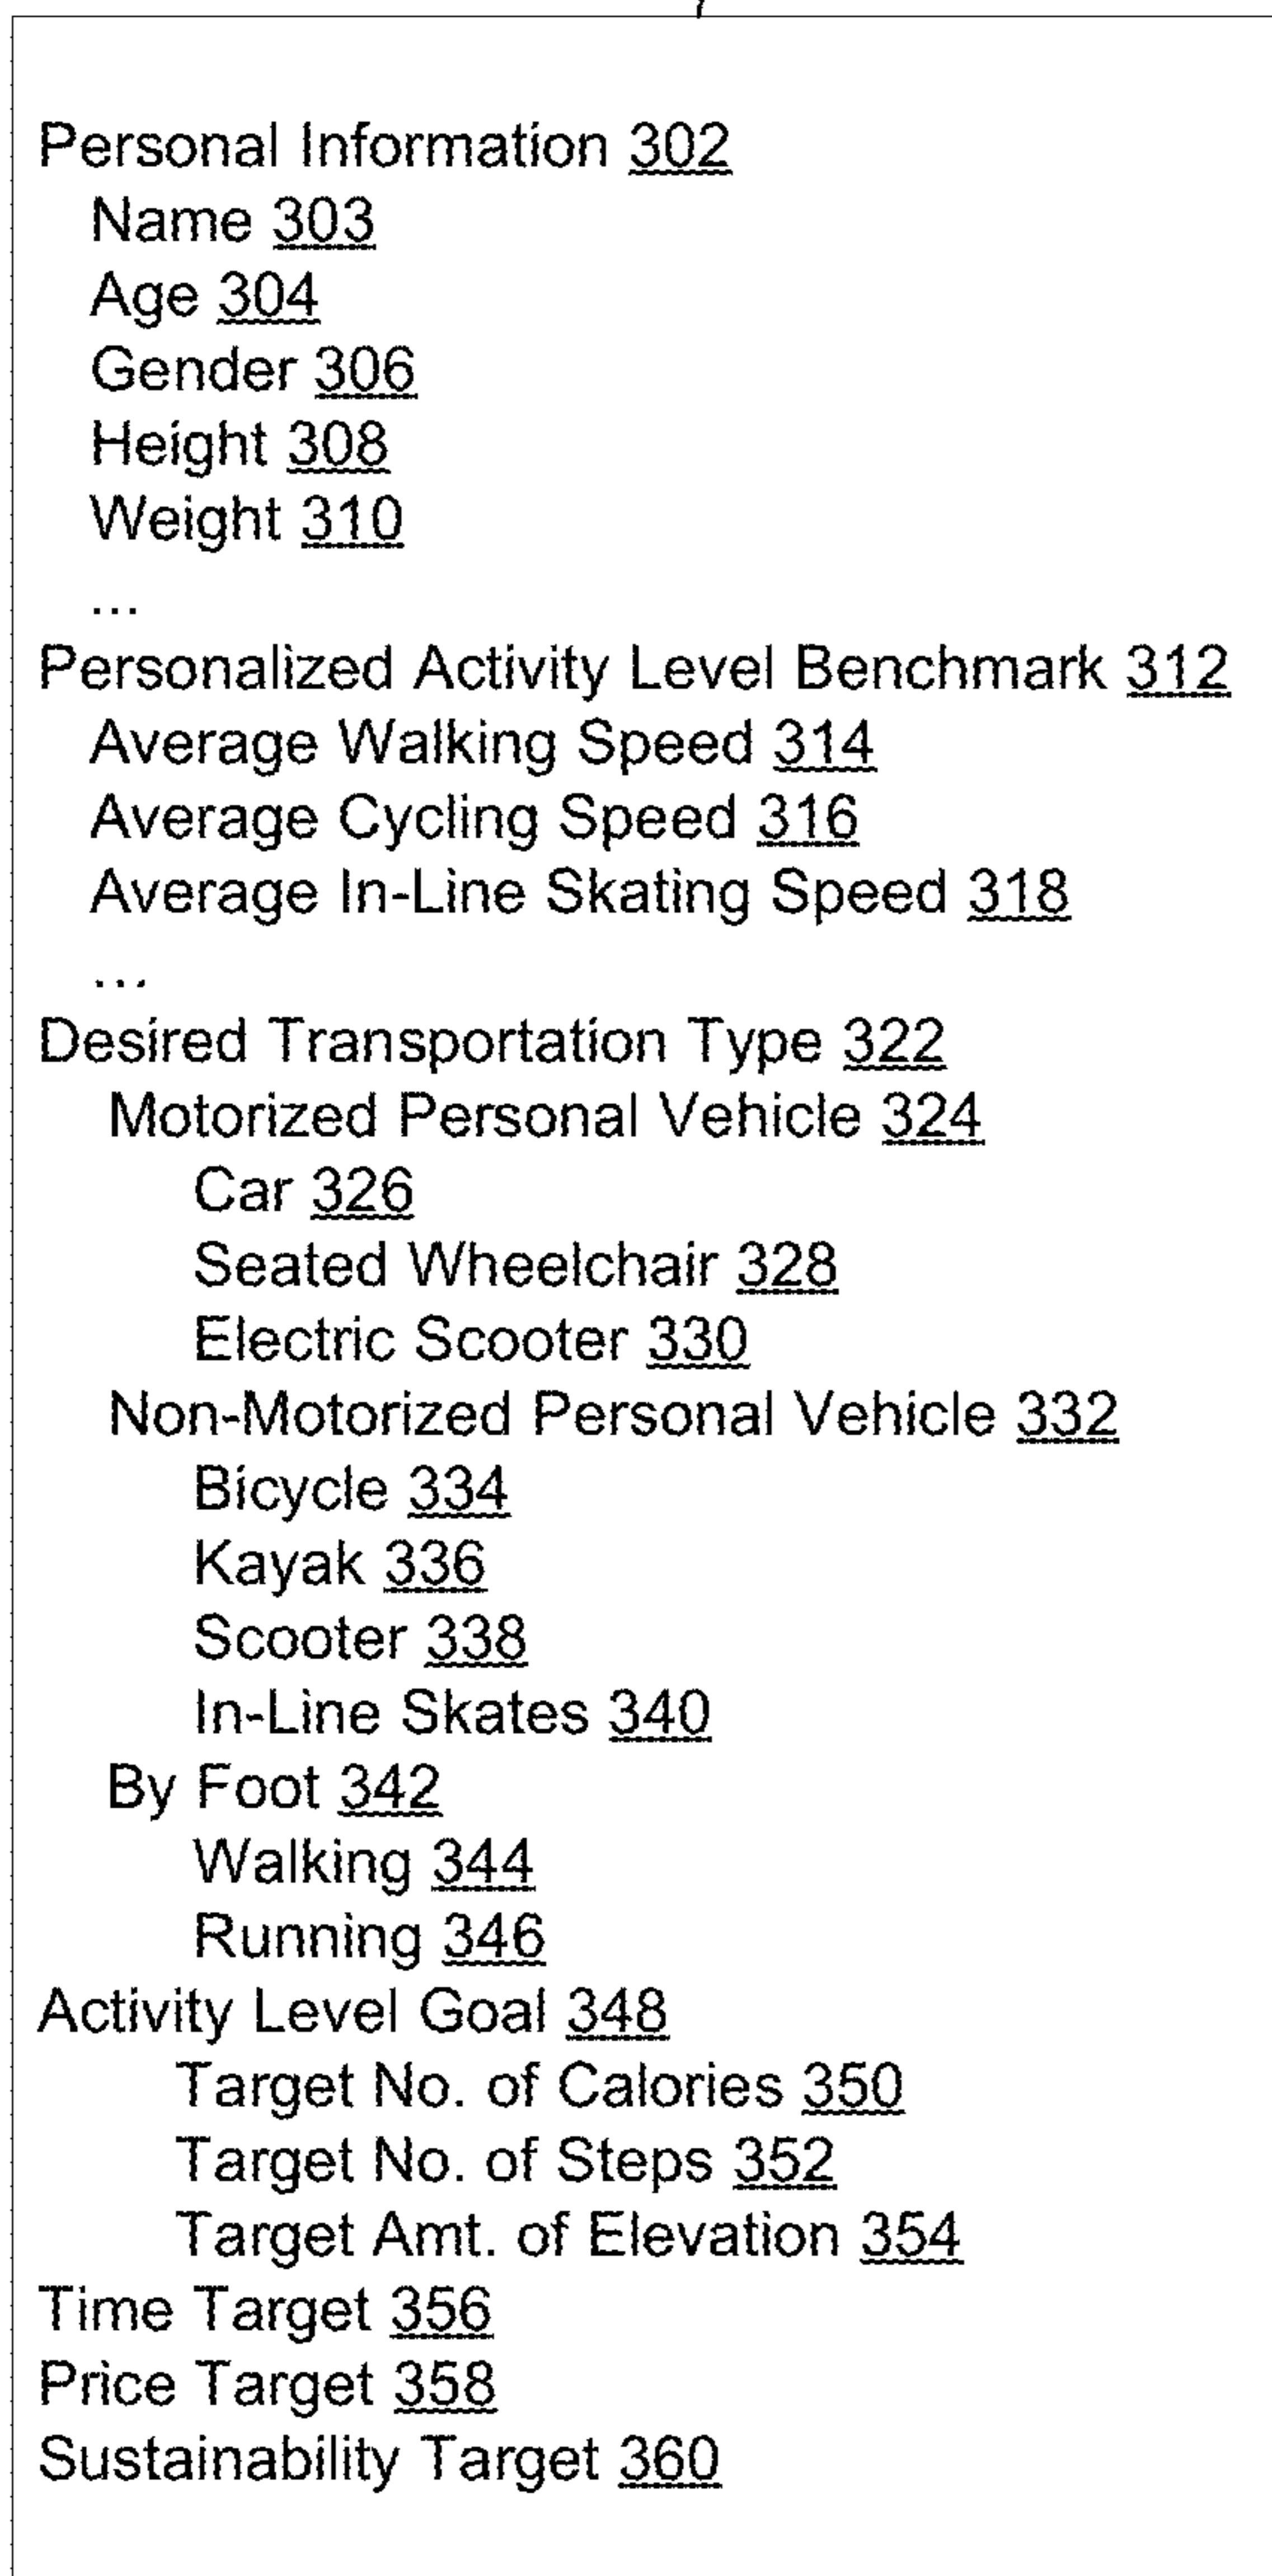 Personal Information 302
Name 303
Age 304
Gender 306
Height 308
Weight 310
...
Personalized Activity Level Benchmark 312
Average Walking Speed 314
Average Cycling Speed 316
Average In-Line Skating Speed 318
...
Desired Transportation Type 322
Motorized Personal Vehicle 324
Car 326
Seated Wheelchair 328
Electric Scooter 330
Non-Motorized Personal Vehicle 332
Bicycle 334
Kayak 336
Scooter 338
In-Line Skates 340
By Foot 342
Walking 344
Running 346
Activity Level Goal 348
Target No. of Calories 350
Target No. of Steps 352
Target Amt. of Elevation 354
Time Target 356
Price Target 358
Sustainability Target 360